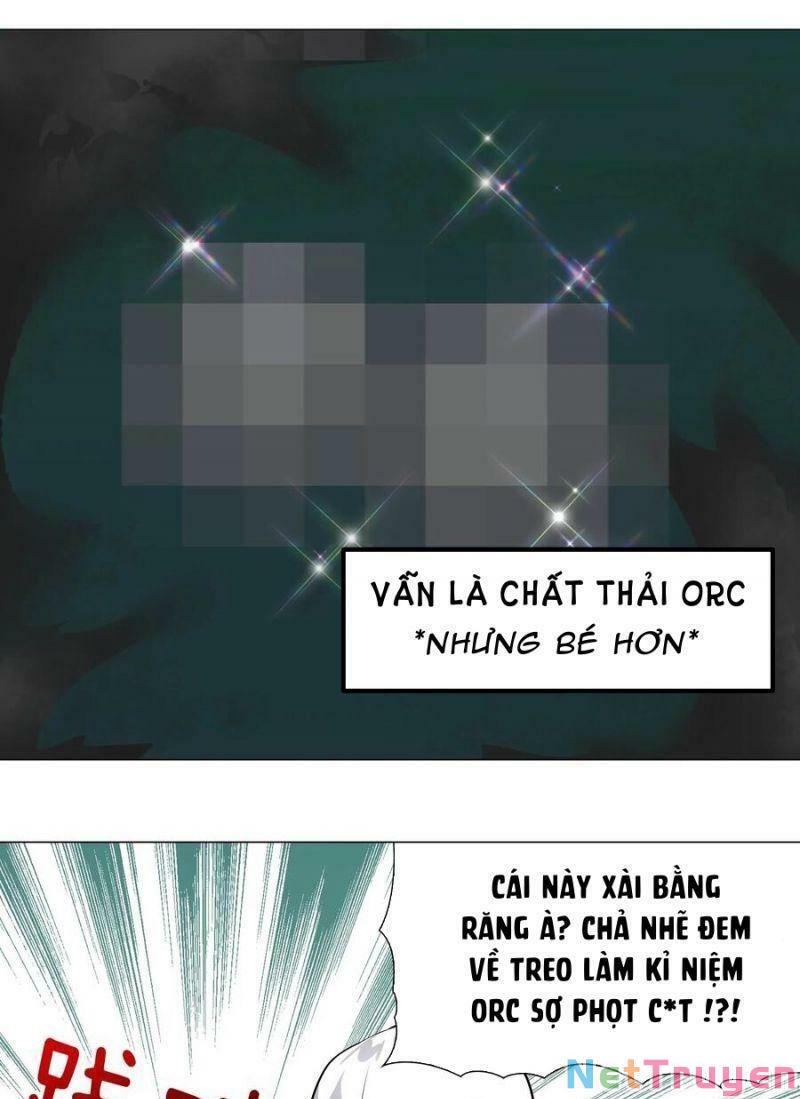 VẪN LÀ CHẤT THẢI ORC
*NHƯNG BÉ HƠN*
CÁI NÀY XÀI BẰNG
RĂNG À? CHẢ NHẼ ĐEM
VỀ TREO LÀM KỈ NIỆM
ORC SỢ PHỌT C*T !?!
NetTruyen